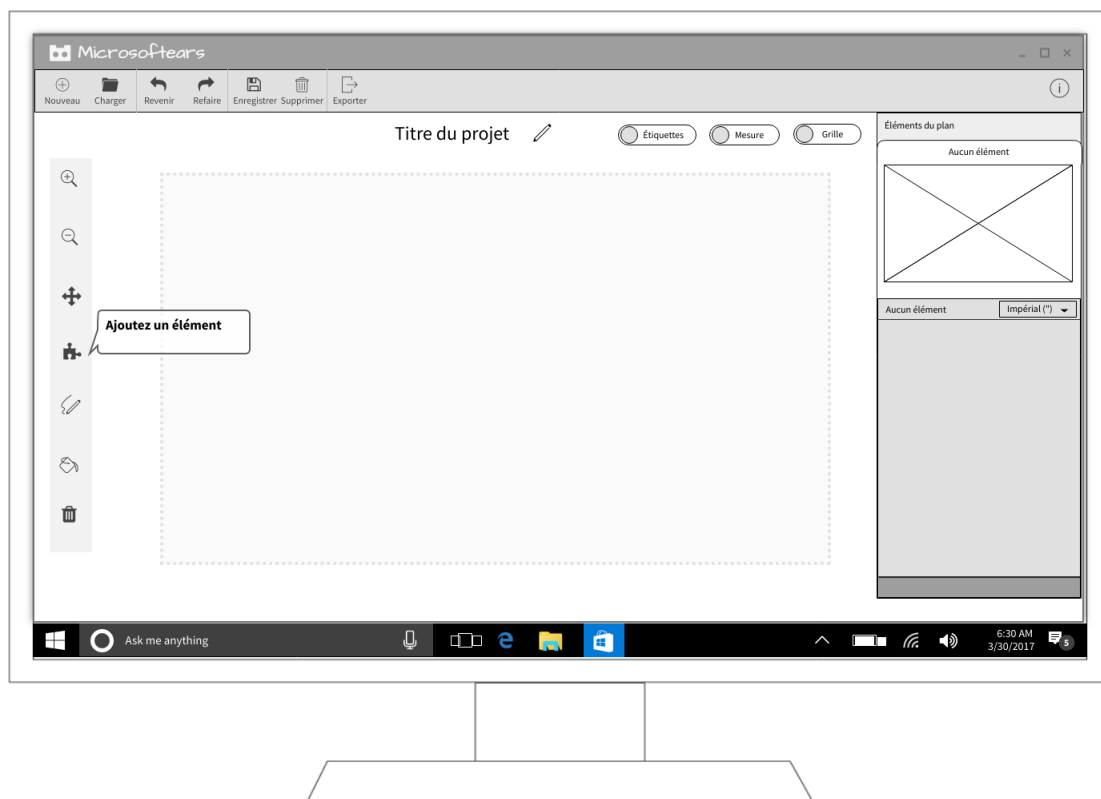 Microsoftears
Nouveau Charger Revenir Refaire Enregistrer Supprimer Exporter
Titre du projet
Étiquettes Mesure Grille
Éléments du plan
Aucun élément
Ajoutez un élément
Aucun élément Impérial (")
Ask me anything
6:30 AM
3/30/2017
5